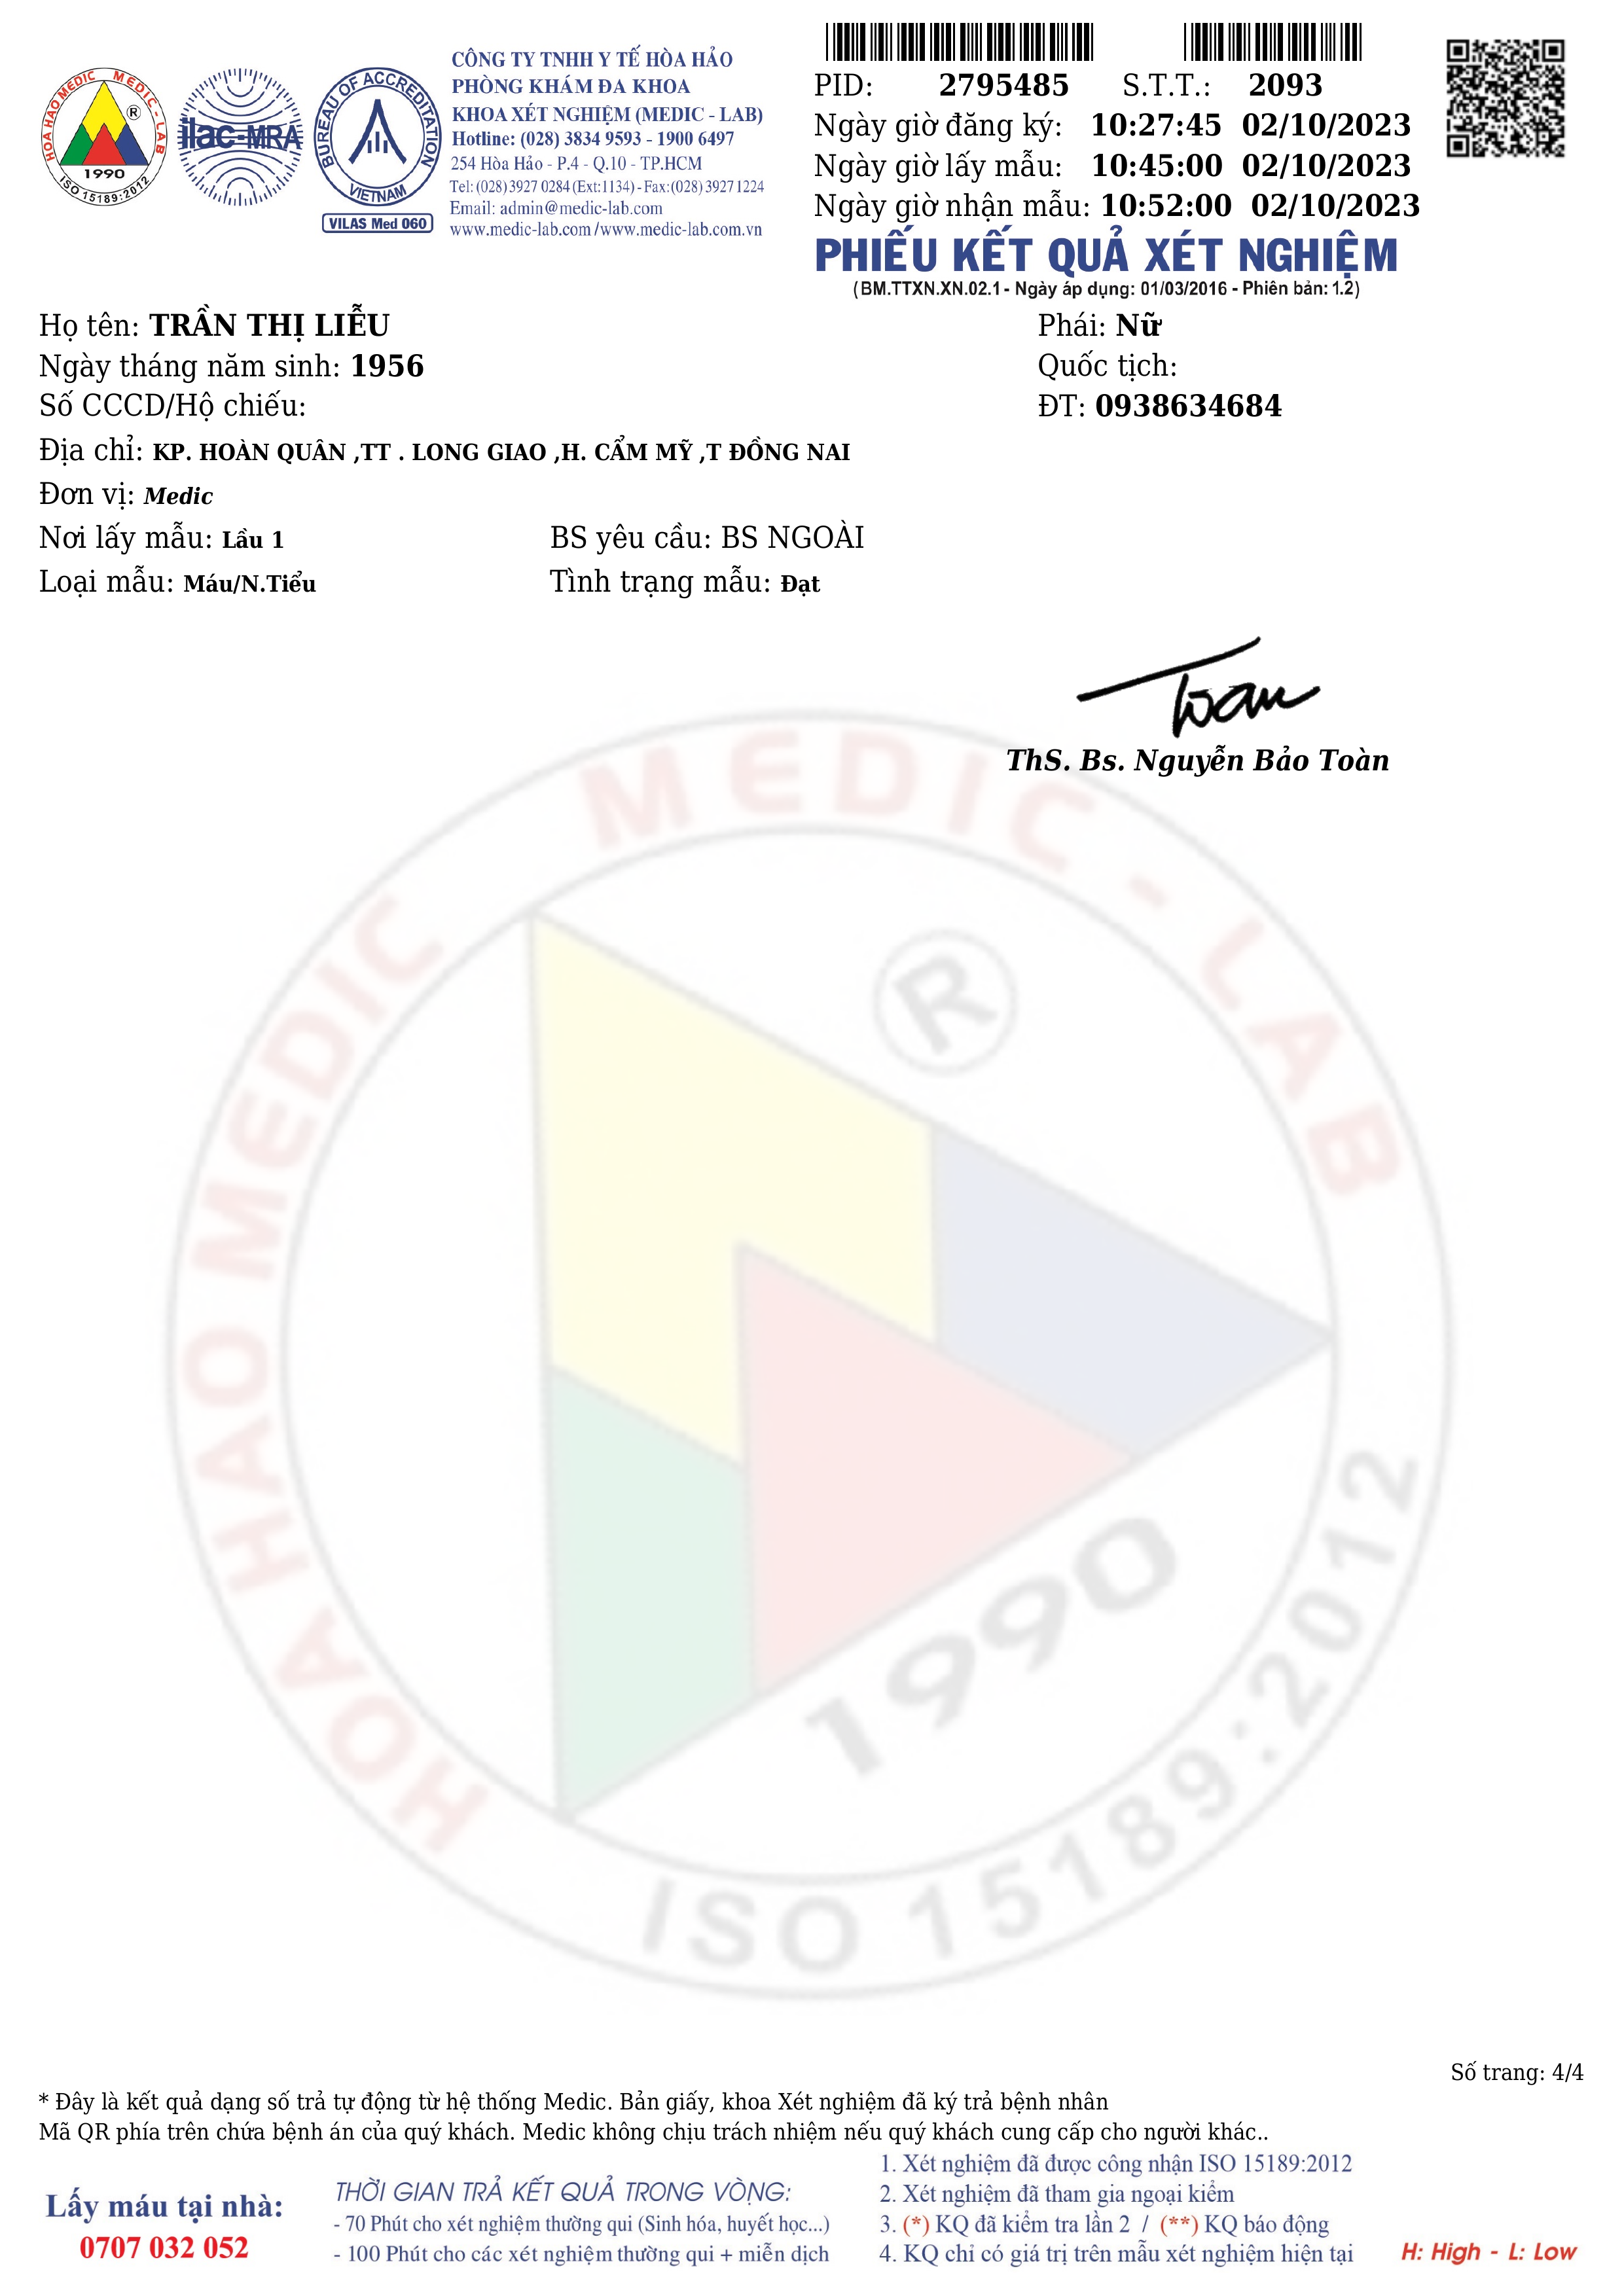 HOA HAO MEDIC MEDIC - LAB
®
1990
ISO 15189:2012
ilac-MRA
BUREAU OF ACCREDITATION
VIETNAM
VILAS Med 060
CÔNG TY TNHH Y TẾ HÒA HẢO
PHÒNG KHÁM ĐA KHOA
KHOA XÉT NGHIỆM (MEDIC - LAB)
Hotline: (028) 3834 9593 - 1900 6497
254 Hòa Hảo - P.4 - Q.10 - TP.HCM
Tel: (028) 3927 0284 (Ext:1134) - Fax: (028) 3927 1224
Email: admin@medic-lab.com
www.medic-lab.com /www.medic-lab.com.vn
PID: 2795485 S.T.T.: 2093
Ngày giờ đăng ký: 10:27:45 02/10/2023
Ngày giờ lấy mẫu: 10:45:00 02/10/2023
Ngày giờ nhận mẫu: 10:52:00 02/10/2023
PHIẾU KẾT QUẢ XÉT NGHIỆM
(BM.TTXN.XN.02.1 - Ngày áp dụng: 01/03/2016 - Phiên bản: 1.2)
Họ tên: TRẦN THỊ LIỄU Phái: Nữ
Ngày tháng năm sinh: 1956 Quốc tịch:
Số CCCD/Hộ chiếu: ĐT: 0938634684
Địa chỉ: KP. HOÀN QUÂN ,TT . LONG GIAO ,H. CẨM MỸ ,T ĐỒNG NAI
Đơn vị: Medic
Nơi lấy mẫu: Lầu 1 BS yêu cầu: BS NGOÀI
Loại mẫu: Máu/N.Tiểu Tình trạng mẫu: Đạt
Toan
ThS. Bs. Nguyễn Bảo Toàn
HOA HAO MEDIC MEDIC - LAB
®
1990
ISO 15189:2012
Số trang: 4/4
* Đây là kết quả dạng số trả tự động từ hệ thống Medic. Bản giấy, khoa Xét nghiệm đã ký trả bệnh nhân
Mã QR phía trên chứa bệnh án của quý khách. Medic không chịu trách nhiệm nếu quý khách cung cấp cho người khác..
Lấy máu tại nhà:
0707 032 052
THỜI GIAN TRẢ KẾT QUẢ TRONG VÒNG:
- 70 Phút cho xét nghiệm thường qui (Sinh hóa, huyết học...)
- 100 Phút cho các xét nghiệm thường qui + miễn dịch
1. Xét nghiệm đã được công nhận ISO 15189:2012
2. Xét nghiệm đã tham gia ngoại kiểm
3. (*) KQ đã kiểm tra lần 2 / (**) KQ báo động
4. KQ chỉ có giá trị trên mẫu xét nghiệm hiện tại
H: High - L: Low